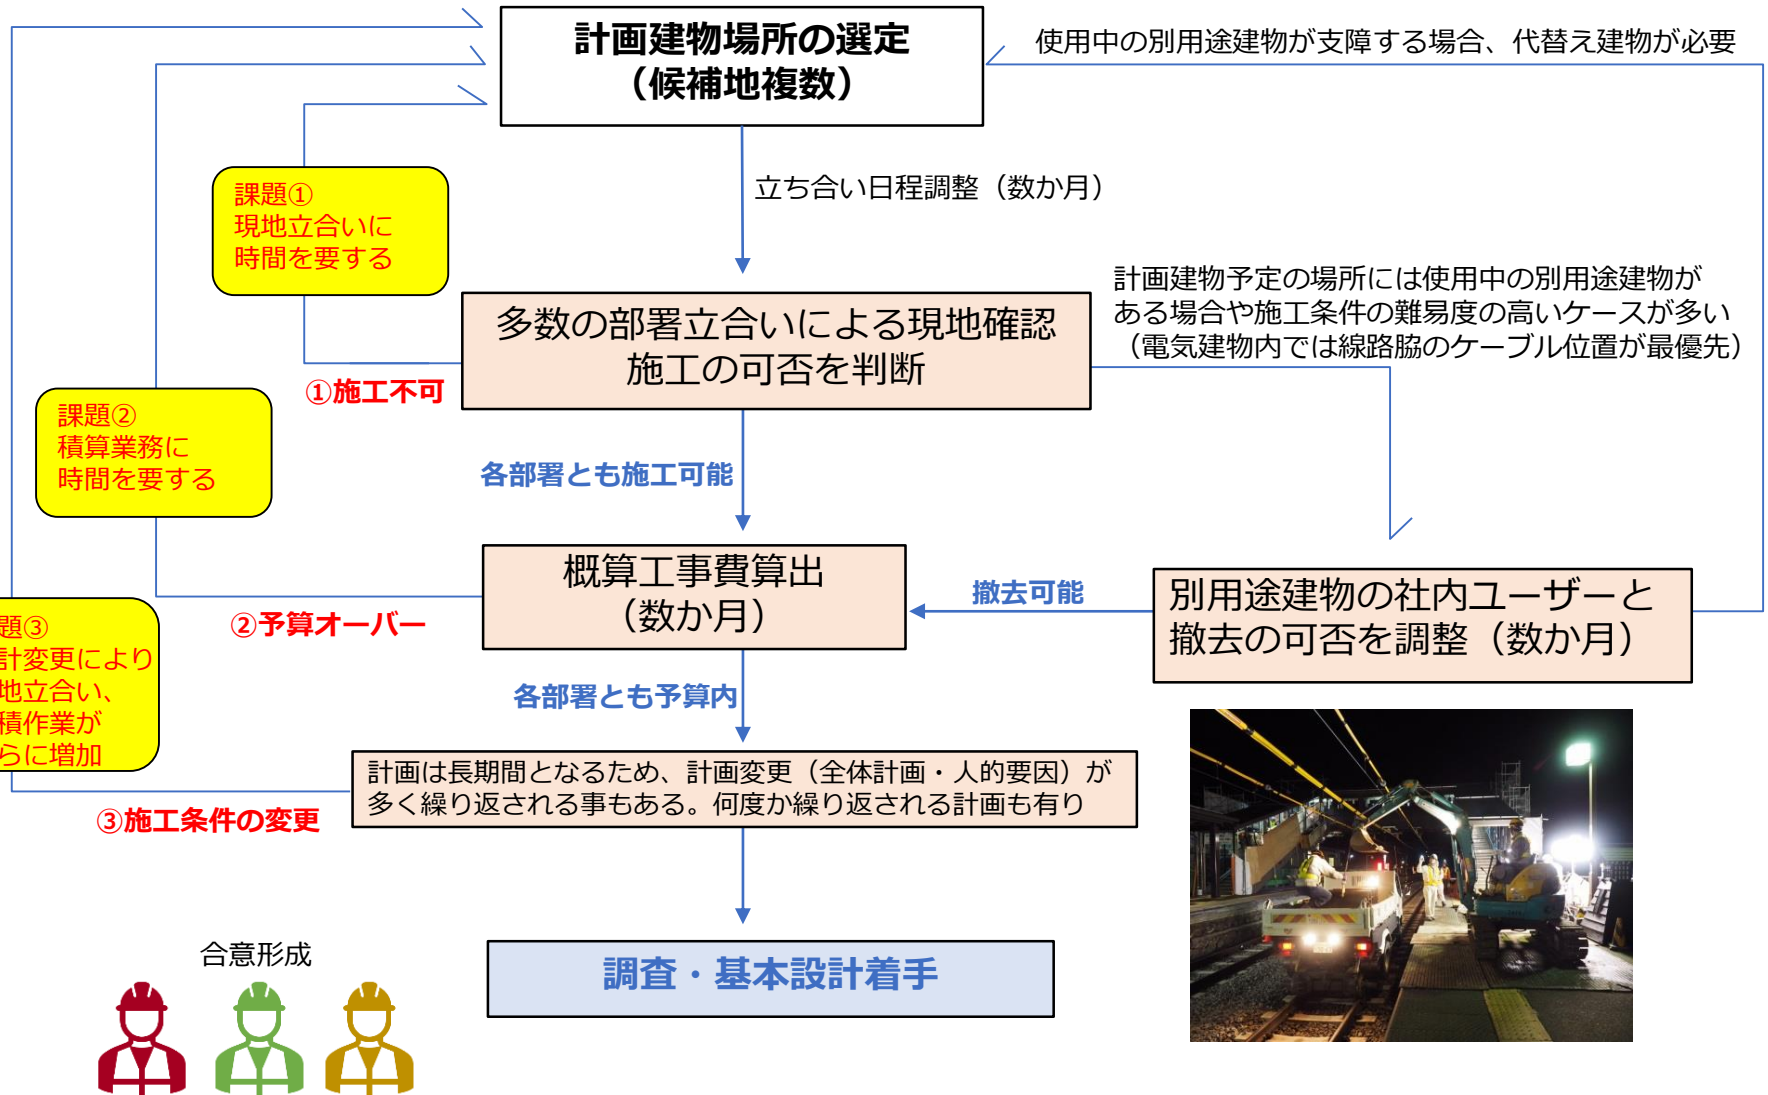 計画建物場所の選定
（候補地複数）
使用中の別用途建物が支障する場合、代替え建物が必要
立ち合い日程調整（数か月）
課題①
現地立合いに
時間を要する
多数の部署立合いによる現地確認
施工の可否を判断
計画建物予定の場所には使用中の別用途建物が
ある場合や施工条件の難易度の高いケースが多い
（電気建物内では線路脇のケーブル位置が最優先）
①施工不可
課題②
積算業務に
時間を要する
各部署とも施工可能
概算工事費算出
（数か月）
②予算オーバー
撤去可能
別用途建物の社内ユーザーと
撤去の可否を調整（数か月）
題③
計変更により
地立合い、
積作業が
らに増加
各部署とも予算内
計画は長期間となるため、計画変更（全体計画・人的要因）が
多く繰り返される事もある。何度か繰り返される計画も有り
③施工条件の変更
調査・基本設計着手
合意形成